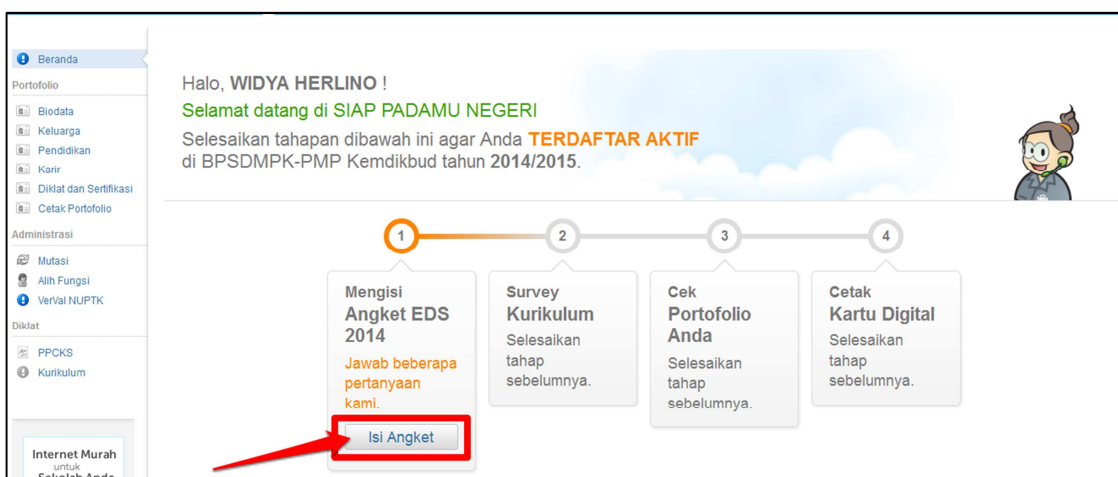 Beranda
Portofolio
Biodata
Keluarga
Pendidikan
Karir
Diklat dan Sertifikasi
Cetak Portofolio
Administrasi
Mutasi
Alih Fungsi
VerVal NUPTK
Diklat
PPCKS
Kurikulum
Internet Murah
untuk
Sekolah Anda
Halo, WIDYA HERLINO !
Selamat datang di SIAP PADAMU NEGERI
Selesaikan tahapan dibawah ini agar Anda TERDAFTAR AKTIF
di BPSDMPK-PMP Kemdikbud tahun 2014/2015.
1
Mengisi
Angket EDS
2014
Jawab beberapa
pertanyaan
kami.
Isi Angket
2
Survey
Kurikulum
Selesaikan
tahap
sebelumnya.
3
Cek
Portofolio
Anda
Selesaikan
tahap
sebelumnya.
4
Cetak
Kartu Digital
Selesaikan
tahap
sebelumnya.